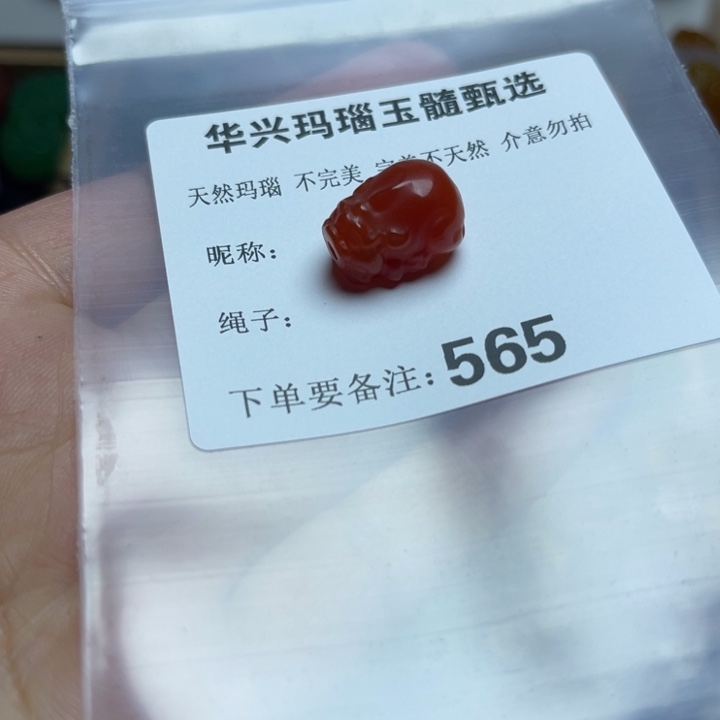 华兴玛瑙玉髓甄选
天然玛瑙 不完美 完美不天然 介意勿拍
昵称：
绳子：
下单要备注：565